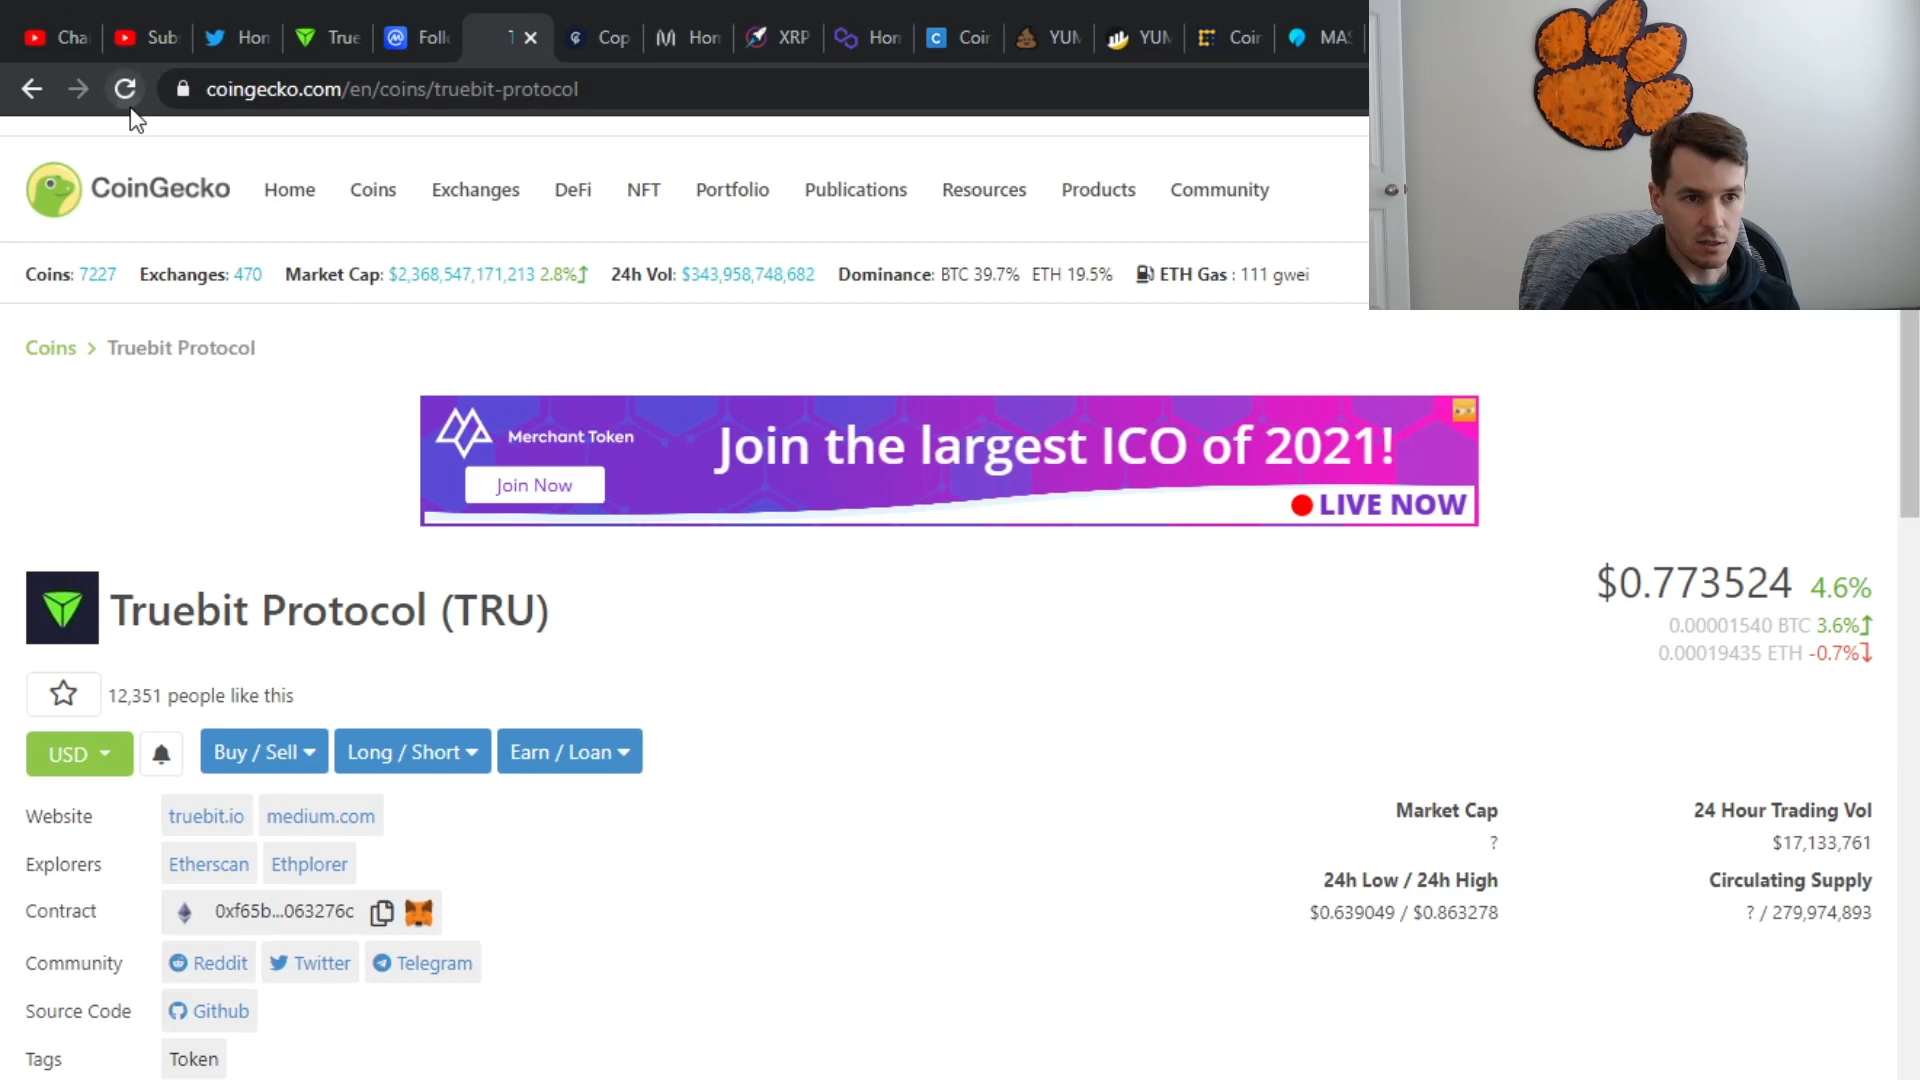 Cha
Sub
Hon
True
Foll
1
Cop
Hon
XRP
Hon
Coin
YUM
YUM
Coin
MAS
coingecko.com/en/coins/truebit-protocol
CoinGecko
Home Coins Exchanges DeFi NFT Portfolio Publications Resources Products Community
Coins: 7227 Exchanges: 470 Market Cap: $2,368,547,171,213 2.8% 24h Vol: $343,958,748,682 Dominance: BTC 39.7% ETH 19.5% ETH Gas : 111 gwei
Coins > Truebit Protocol
Merchant Token
Join Now
Join the largest ICO of 2021!
LIVE NOW
Truebit Protocol (TRU)
$0.773524 4.6%
0.00001540 BTC 3.6%
0.00019435 ETH -0.7%
12,351 people like this
USD Buy / Sell Long / Short Earn / Loan
Website truebit.io medium.com
Explorers Etherscan Ethplorer
Contract 0xf65b...063276c
Community Reddit Twitter Telegram
Source Code Github
Tags Token
Market Cap
?
24 Hour Trading Vol
$17,133,761
24h Low / 24h High
$0.639049 / $0.863278
Circulating Supply
? / 279,974,893